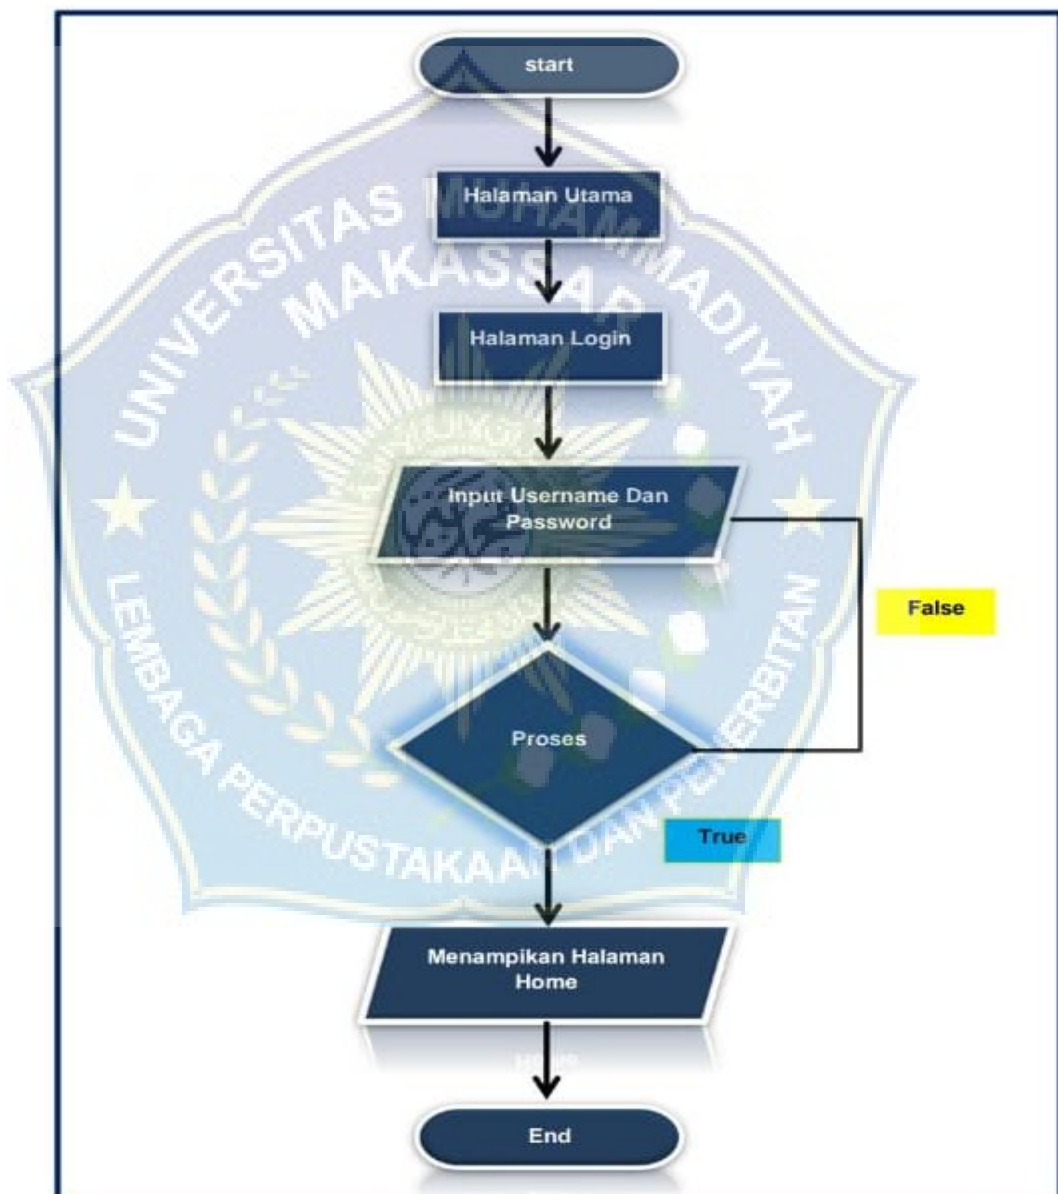 start
Halaman Utama
UNIVERSITAS MUHAMMADIYAH
MAKASSAR
Halaman Login
Input Username Dan
Password
False
Proses
True
LEMBAGA PERPUSTAKAAN DAN PENERBITAN
Menampikan Halaman
Home
End